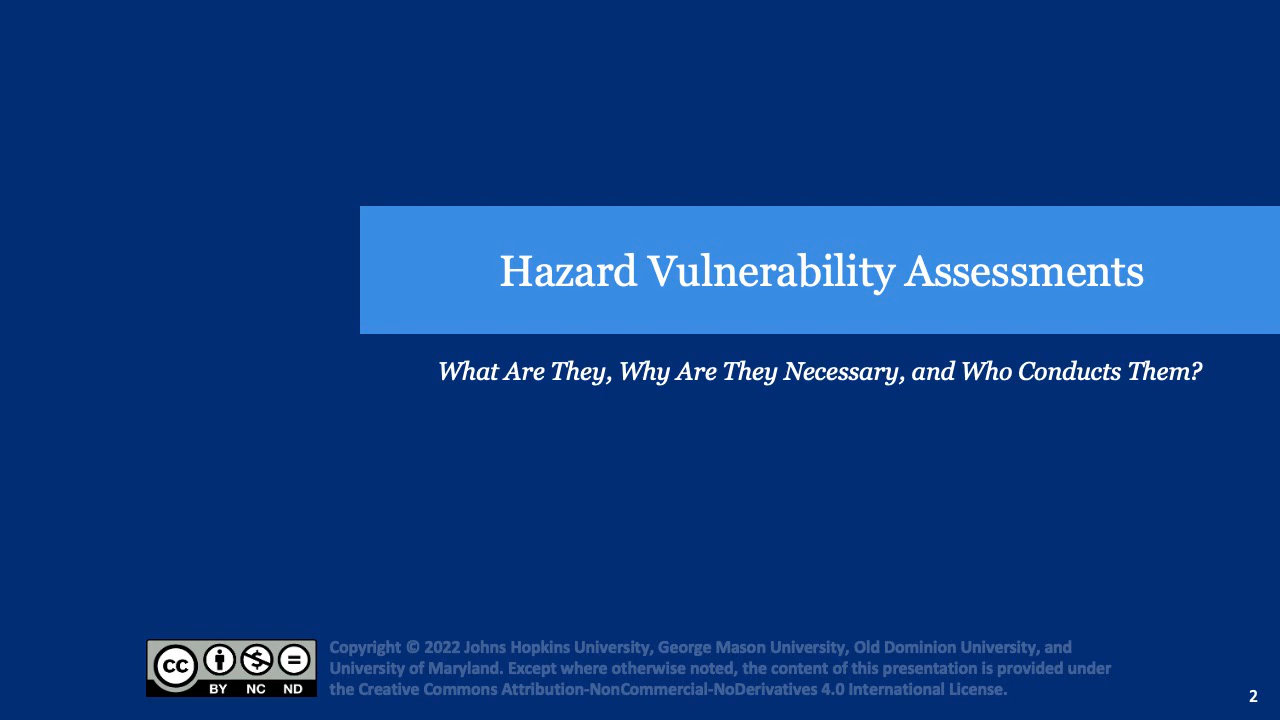 Hazard Vulnerability Assessments
What Are They, Why Are They Necessary, and Who Conducts Them?
cc
BY NC ND
Copyright © 2022 Johns Hopkins University, George Mason University, Old Dominion University, and
University of Maryland. Except where otherwise noted, the content of this presentation is provided under
the Creative Commons Attribution-NonCommercial-NoDerivatives 4.0 International License.
2